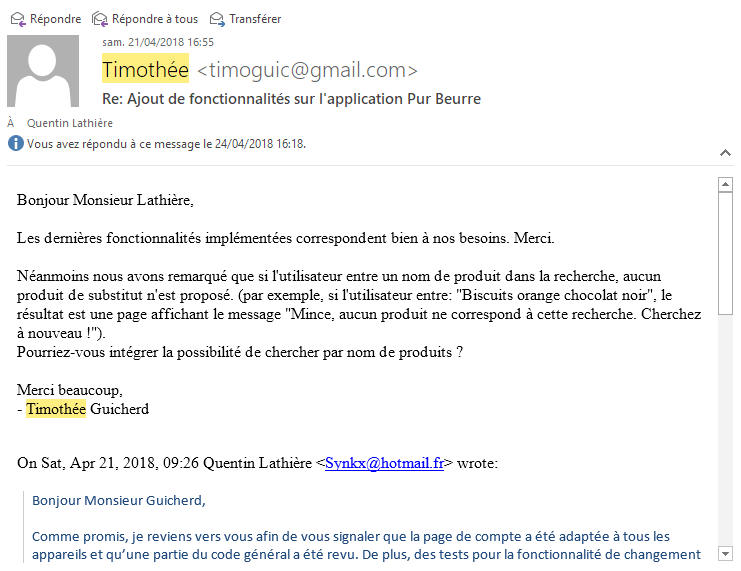 Répondre Répondre à tous Transférer
sam. 21/04/2018 16:55
Timothée <timoguic@gmail.com>
Re: Ajout de fonctionnalités sur l'application Pur Beurre
À Quentin Lathière
Vous avez répondu à ce message le 24/04/2018 16:18.
Bonjour Monsieur Lathière,
Les dernières fonctionnalités implémentées correspondent bien à nos besoins. Merci.
Néanmoins nous avons remarqué que si l'utilisateur entre un nom de produit dans la recherche, aucun
produit de substitut n'est proposé. (par exemple, si l'utilisateur entre: "Biscuits orange chocolat noir", le
résultat est une page affichant le message "Mince, aucun produit ne correspond à cette recherche. Cherchez
à nouveau !").
Pourriez-vous intégrer la possibilité de chercher par nom de produits ?
Merci beaucoup,
- Timothée Guicherd
On Sat, Apr 21, 2018, 09:26 Quentin Lathière <Synkx@hotmail.fr> wrote:
Bonjour Monsieur Guicherd,
Comme promis, je reviens vers vous afin de vous signaler que la page de compte a été adaptée à tous les
appareils et qu’une partie du code général a été revu. De plus, des tests pour la fonctionnalité de changement